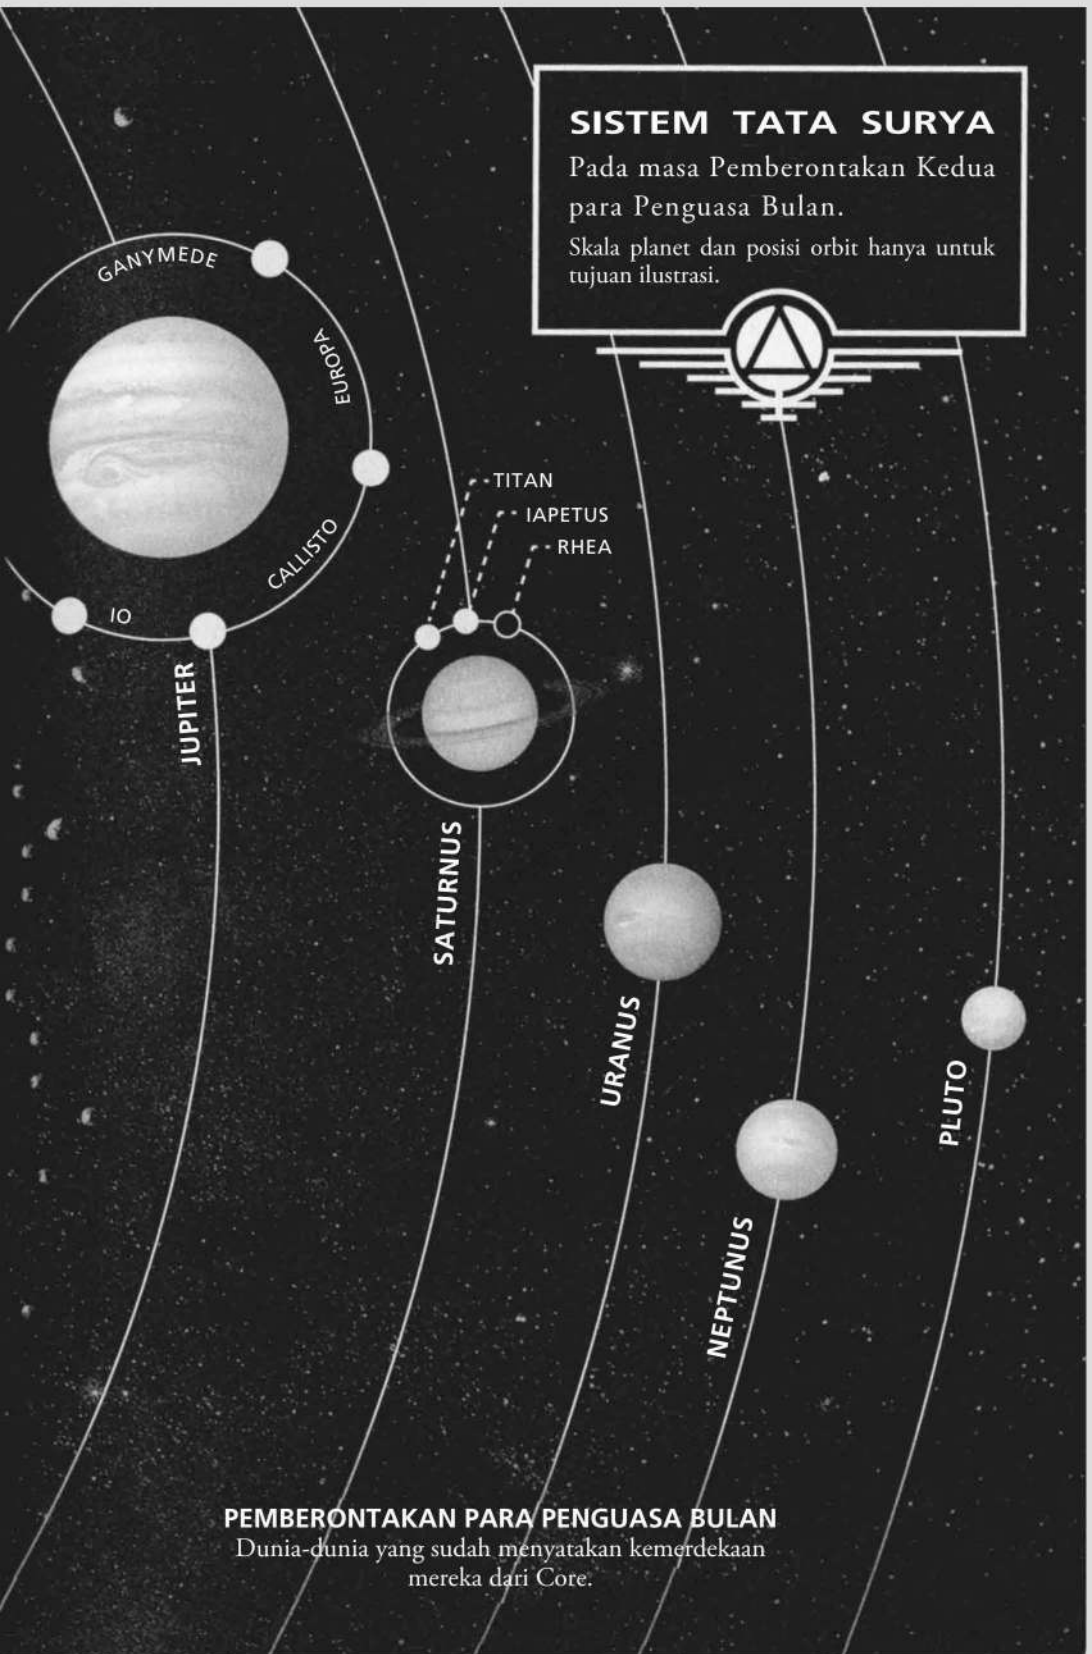 SISTEM TATA SURYA
Pada masa Pemberontakan Kedua
para Penguasa Bulan.
Skala planet dan posisi orbit hanya untuk
tujuan ilustrasi.
GANYMEDE
EUROPA
CALLISTO
IO
JUPITER
TITAN
IAPETUS
RHEA
SATURNUS
URANUS
NEPTUNUS
PLUTO
PEMBERONTAKAN PARA PENGUASA BULAN
Dunia-dunia yang sudah menyatakan kemerdekaan
mereka dari Core.